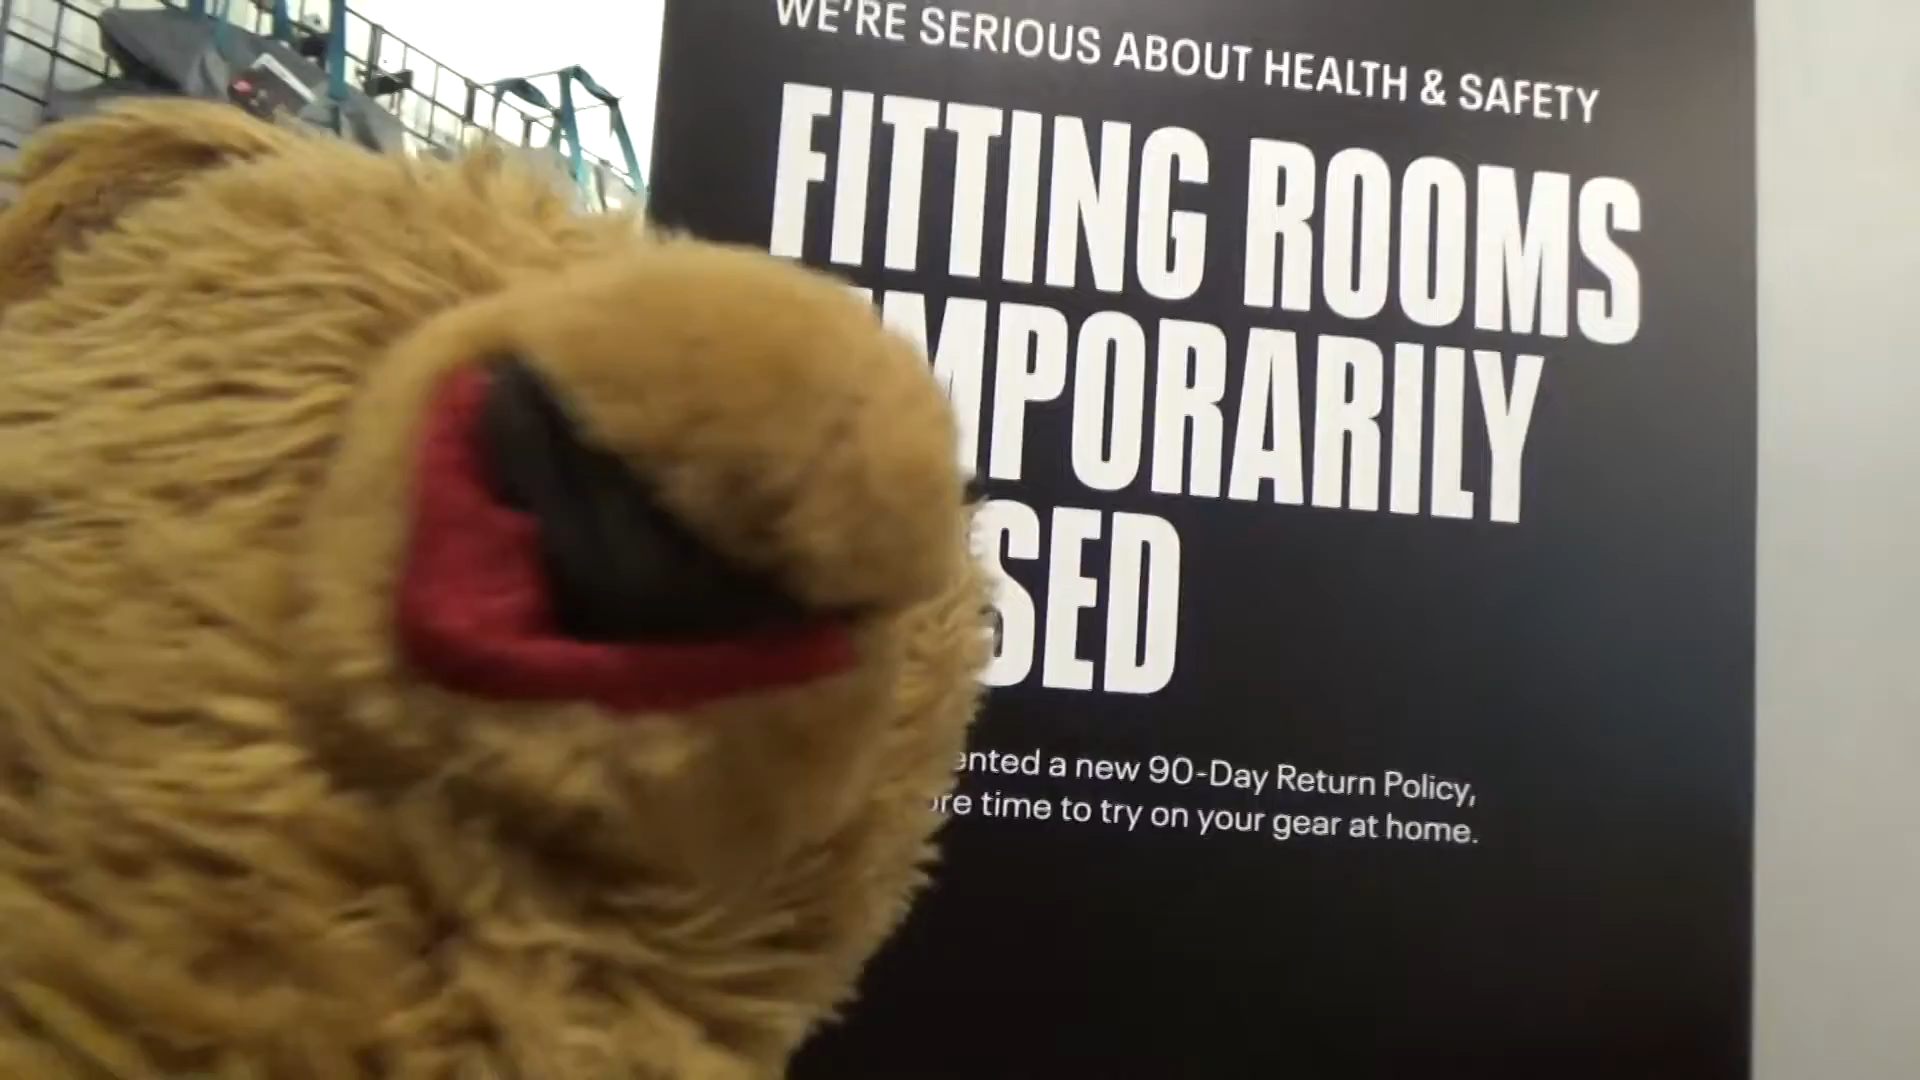 WE'RE SERIOUS ABOUT HEALTH & SAFETY
FITTING ROOMS
MPORARILY
SED
ented a new 90-Day Return Policy,
ore time to try on your gear at home.